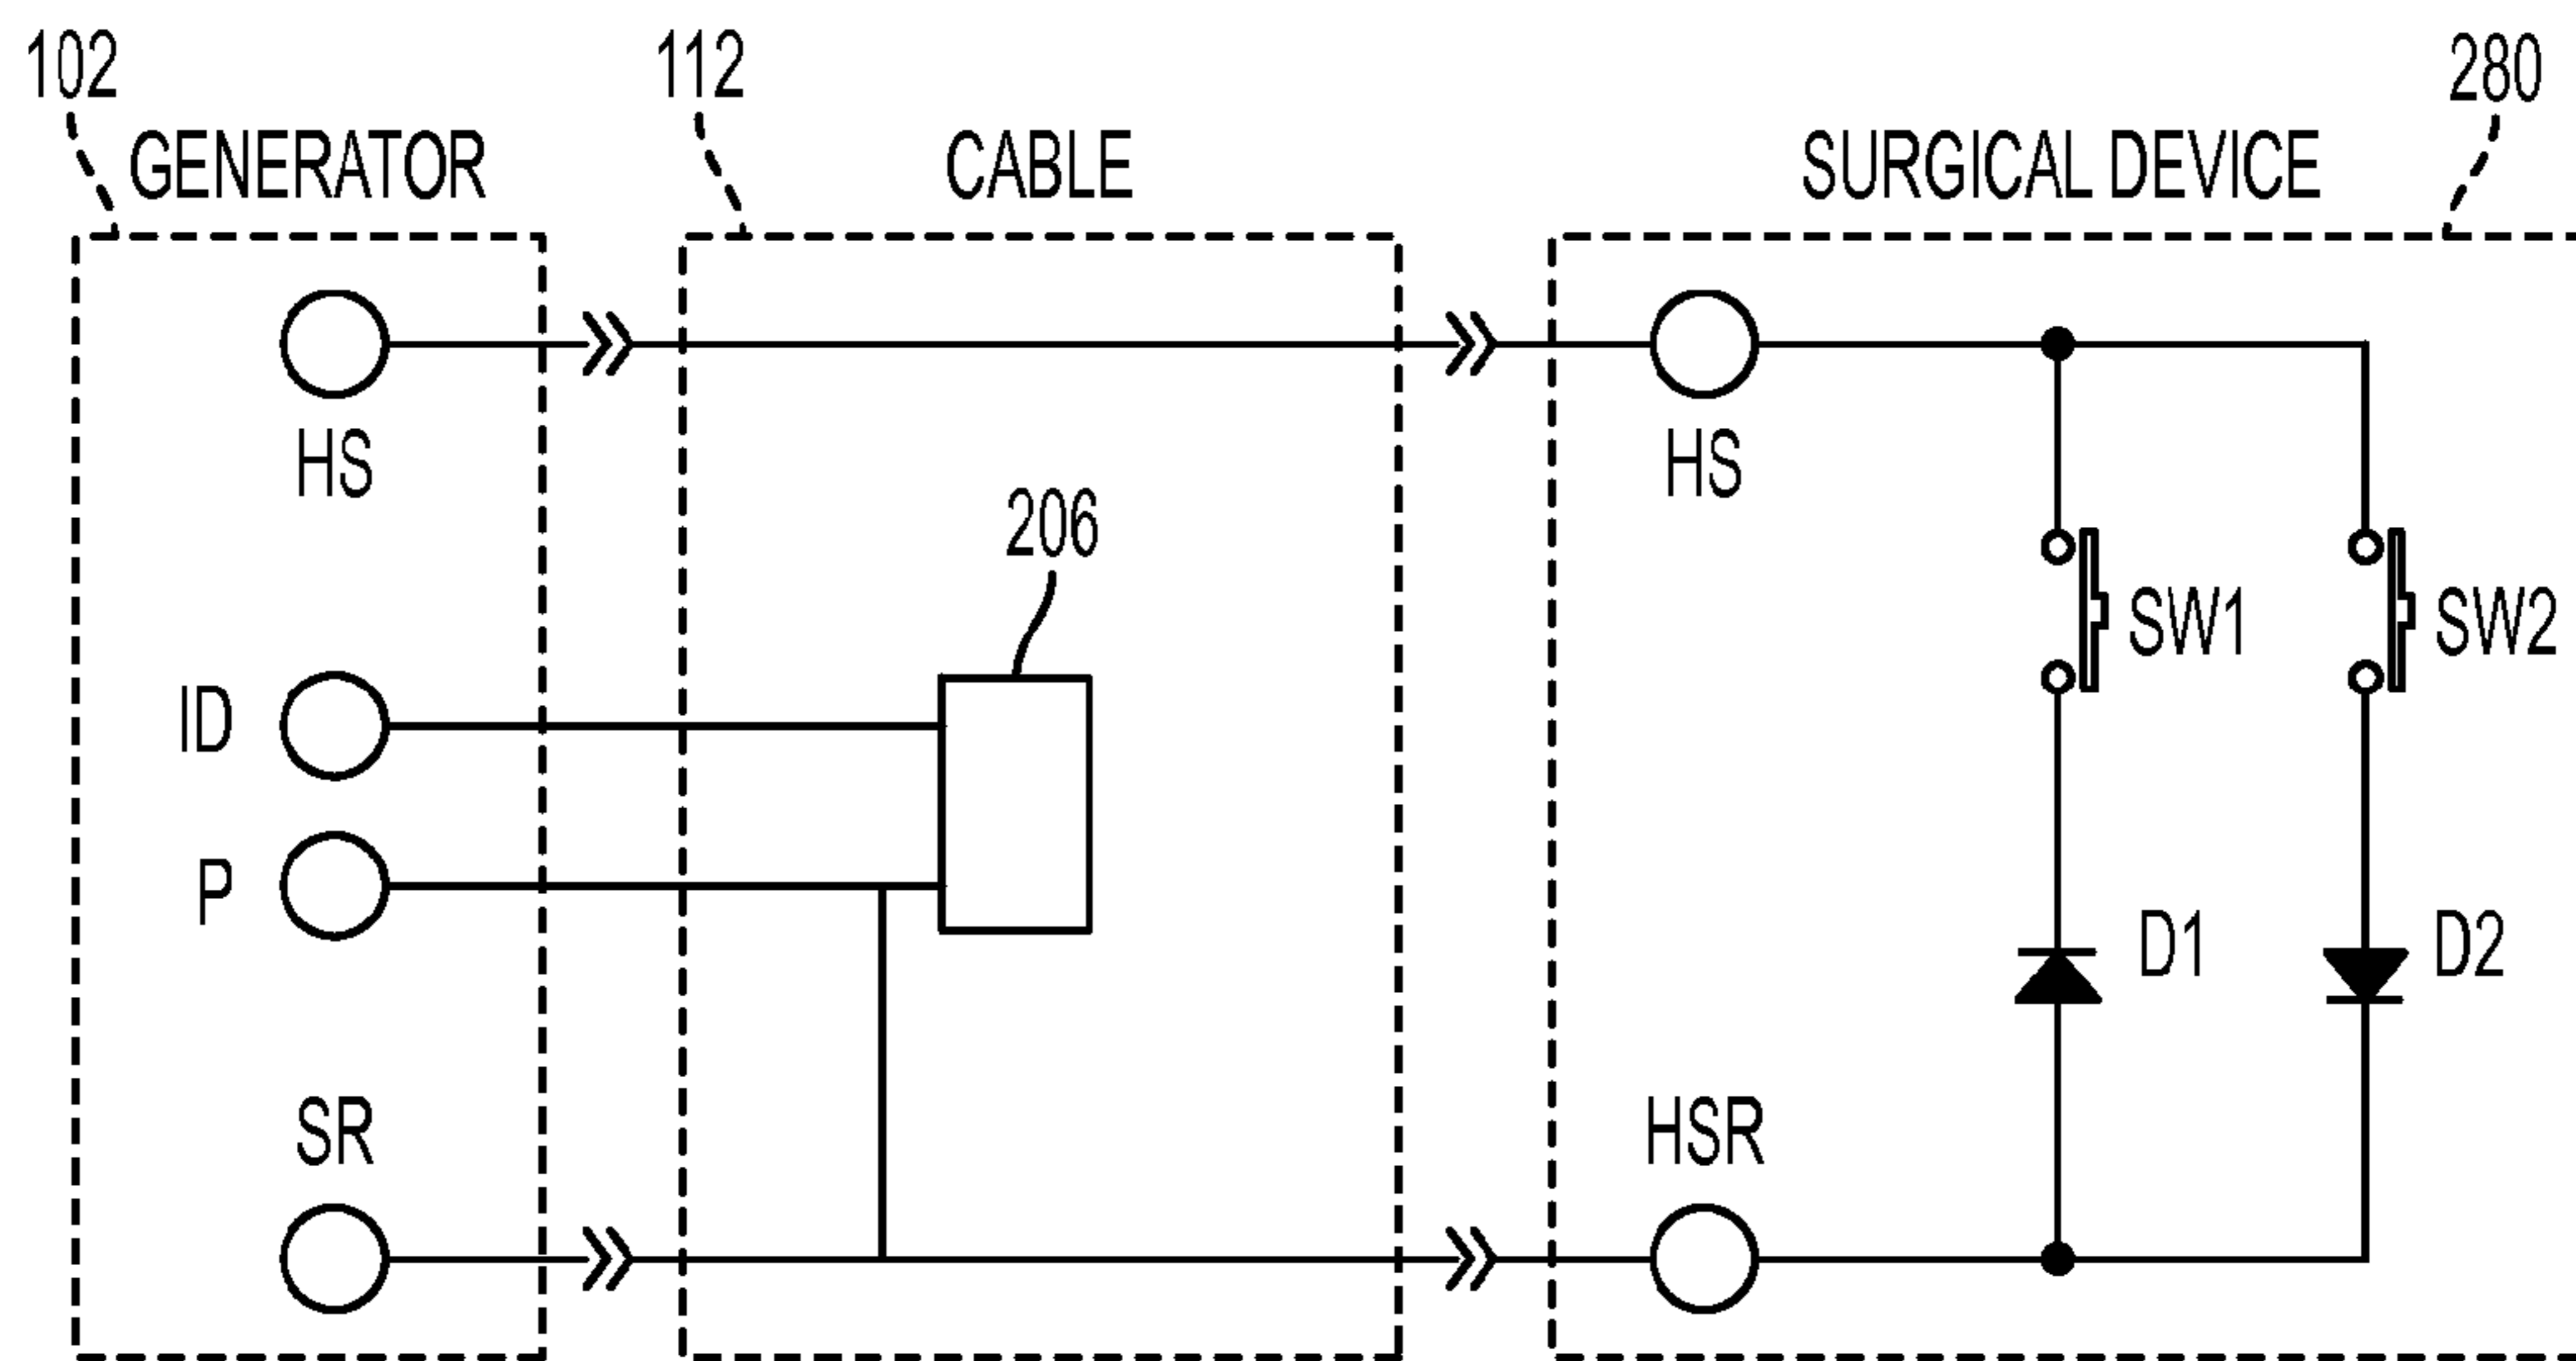 102
112
280
GENERATOR
CABLE
SURGICAL DEVICE
HS
HS
206
SW1
SW2
ID
P
D1
D2
SR
HSR